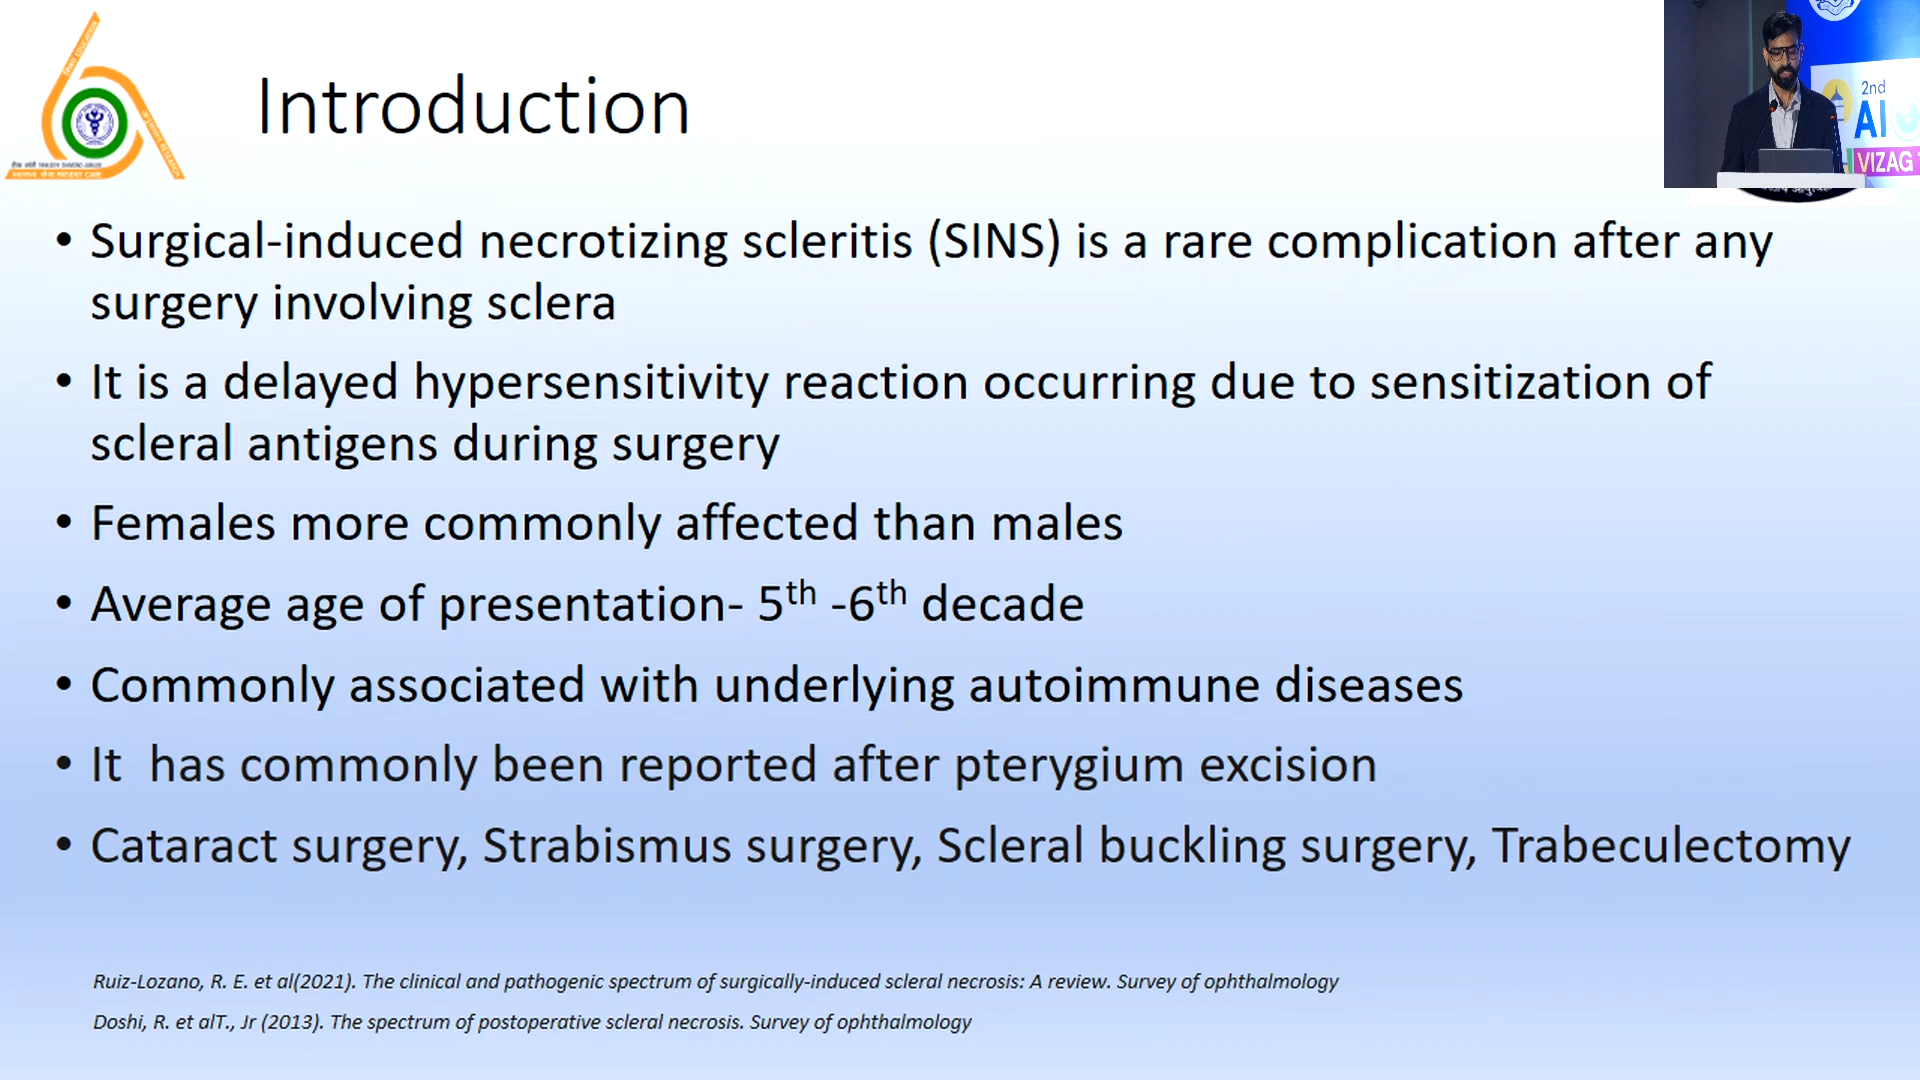 Introduction
2nd
AI
VIZAG
• Surgical-induced necrotizing scleritis (SINS) is a rare complication after any
surgery involving sclera
• It is a delayed hypersensitivity reaction occurring due to sensitization of
scleral antigens during surgery
• Females more commonly affected than males
• Average age of presentation- 5th -6th decade
• Commonly associated with underlying autoimmune diseases
• It  has commonly been reported after pterygium excision
• Cataract surgery, Strabismus surgery, Scleral buckling surgery, Trabeculectomy
Ruiz-Lozano, R. E. et al(2021). The clinical and pathogenic spectrum of surgically-induced scleral necrosis: A review. Survey of ophthalmology
Doshi, R. et alT., Jr (2013). The spectrum of postoperative scleral necrosis. Survey of ophthalmology